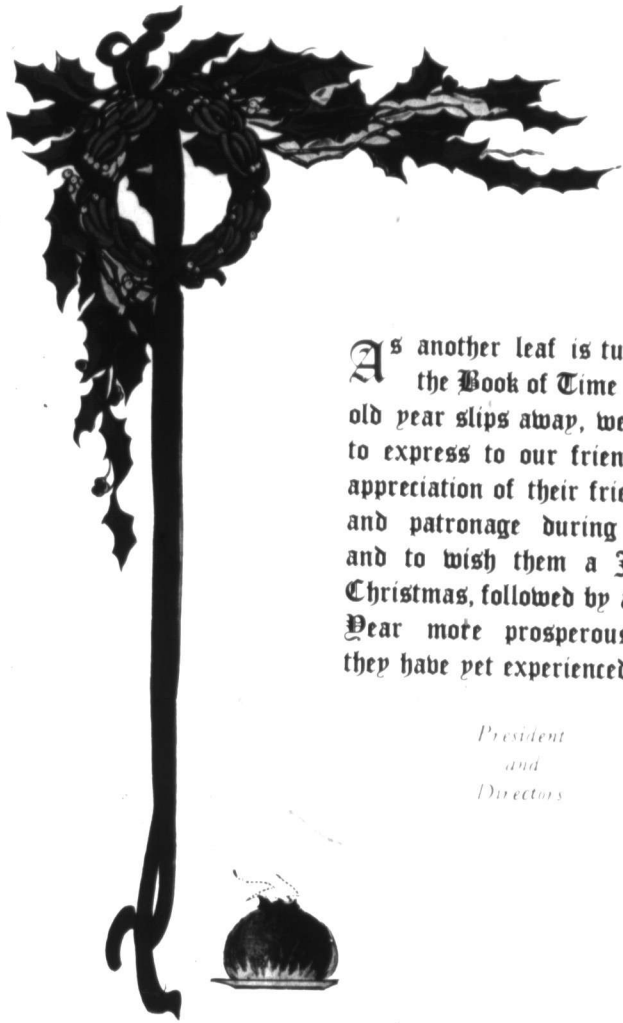 As another leaf is tu
the Book of Time
old year slips away, we
to express to our frien
appreciation of their frie
and patronage during
and to wish them a
Christmas, followed by a
Year more prosperous
they have yet experienced
President
and
Directors